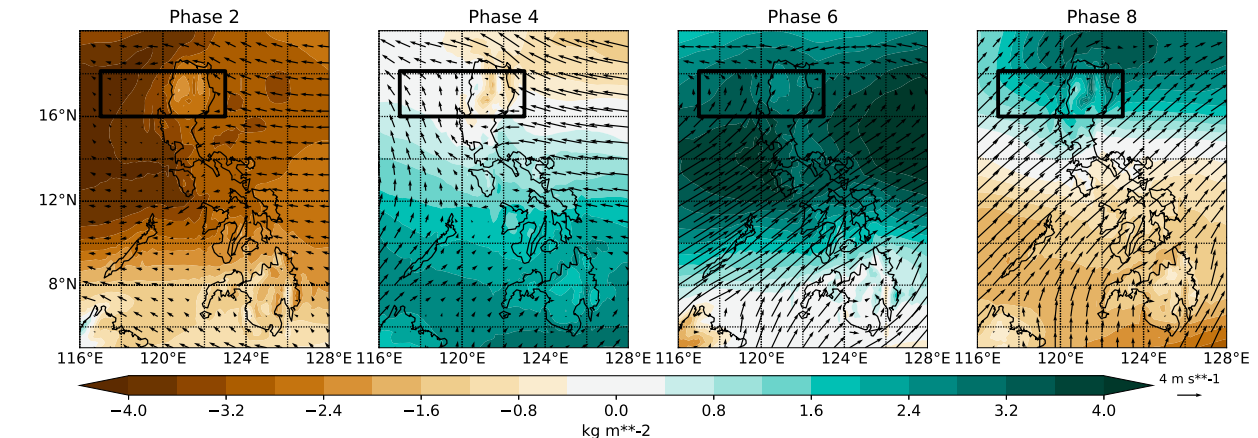 Phase 2 Phase 4 Phase 6 Phase 8
16°N
12°N
8°N
116°E 120°E 124°E 128°E 116°E 120°E 124°E 128°E 116°E 120°E 124°E 128°E 116°E 120°E 124°E 128°E
4 m s**-1
−4.0 −3.2 −2.4 −1.6 −0.8 0.0 0.8 1.6 2.4 3.2 4.0
kg m**-2